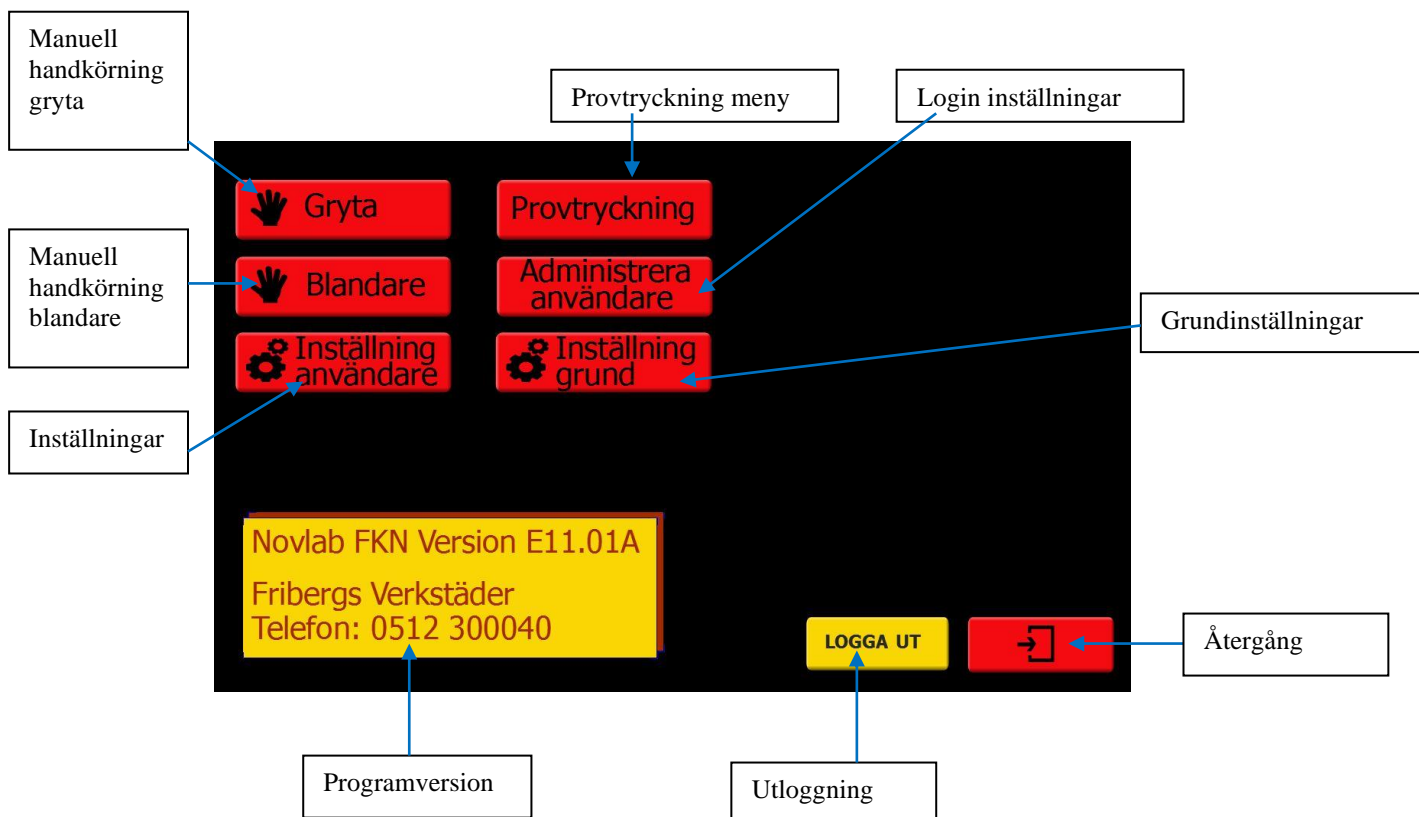 Manuell
handkörning
gryta
Provtryckning meny
Login inställningar
Gryta
Provtryckning
Manuell
handkörning
blandare
Blandare
Administrera
användare
Grundinställningar
Inställning
användare
Inställning
grund
Inställningar
Novlab FKN Version E11.01A
Fribergs Verkstäder
Telefon: 0512 300040
LOGGA UT
Återgång
Programversion
Utloggning